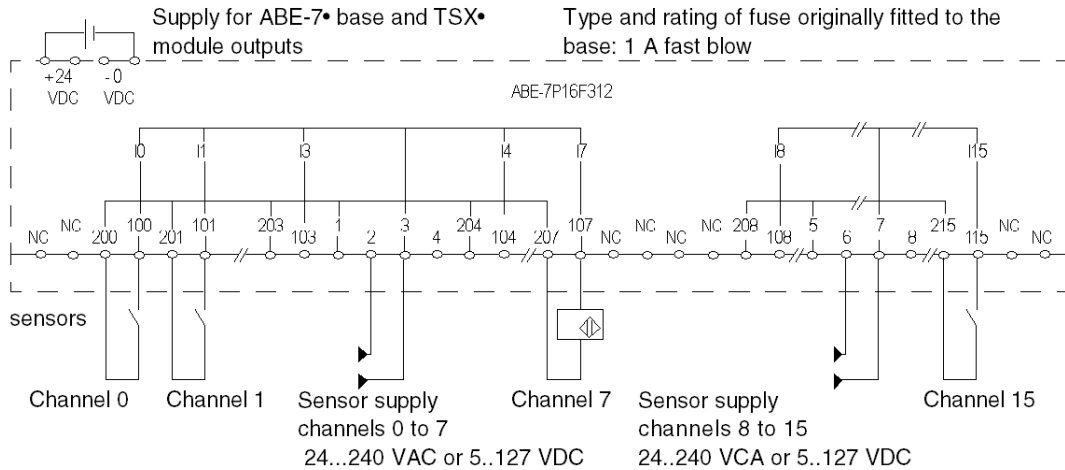 Supply for ABE-7• base and TSX•
module outputs
Type and rating of fuse originally fitted to the
base: 1 A fast blow
+24 -0
VDC VDC
ABE-7P16F312
I0 I1 I3 I4 I7 I8 I15
NC NC 200 100 201 101 203 103 1 2 3 4 204 104 207 107 NC NC NC NC 208 108 5 6 7 8 215 115 NC NC
sensors
Channel 0
Channel 1
Sensor supply
channels 0 to 7
24...240 VAC or 5..127 VDC
Channel 7
Sensor supply
channels 8 to 15
24..240 VCA or 5..127 VDC
Channel 15